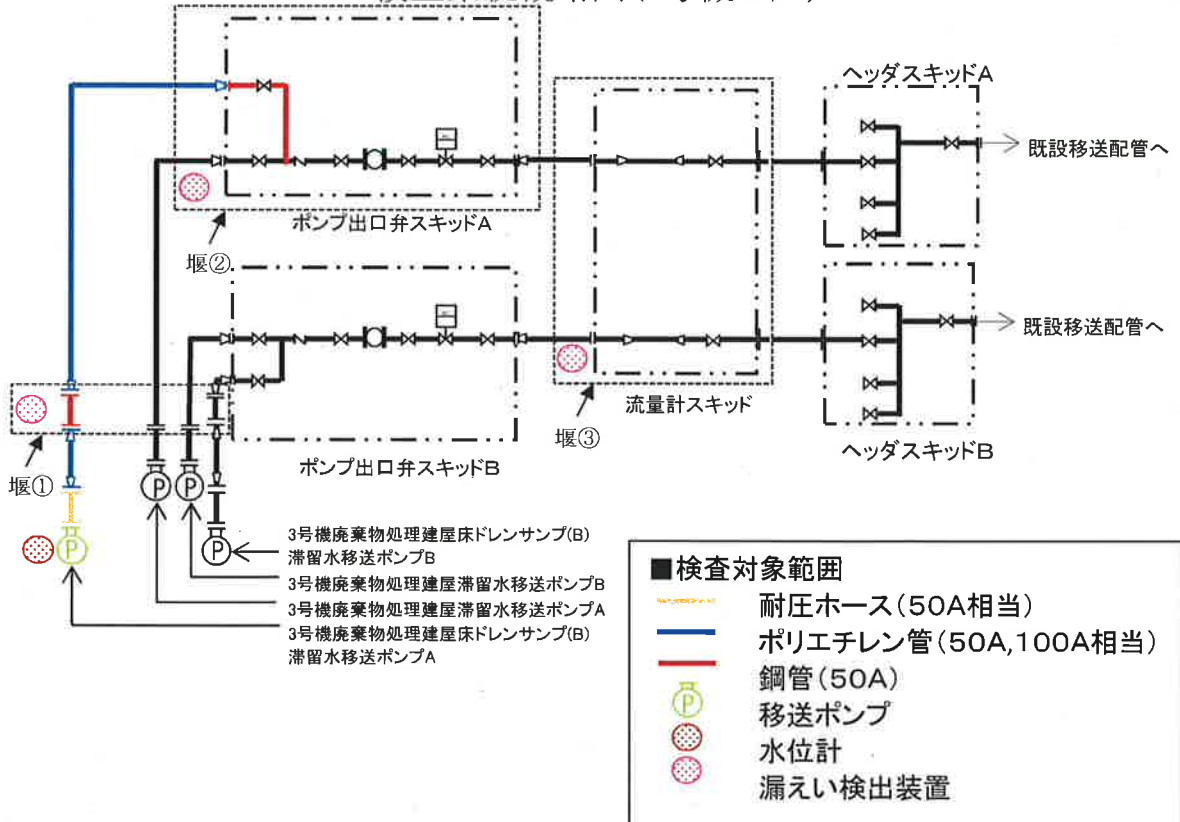 ヘッダスキッドA
既設移送配管へ
ポンプ出口弁スキッドA
堰②
既設移送配管へ
流量計スキッド
堰③
ヘッダスキッドB
堰①
ポンプ出口弁スキッドB
P
P
P
P
3号機廃棄物処理建屋床ドレンサンプ(B)
滞留水移送ポンプB
3号機廃棄物処理建屋滞留水移送ポンプB
3号機廃棄物処理建屋滞留水移送ポンプA
3号機廃棄物処理建屋床ドレンサンプ(B)
滞留水移送ポンプA
■検査対象範囲
耐圧ホース(50A相当)
ポリエチレン管(50A,100A相当)
鋼管(50A)
P
移送ポンプ
水位計
漏えい検出装置